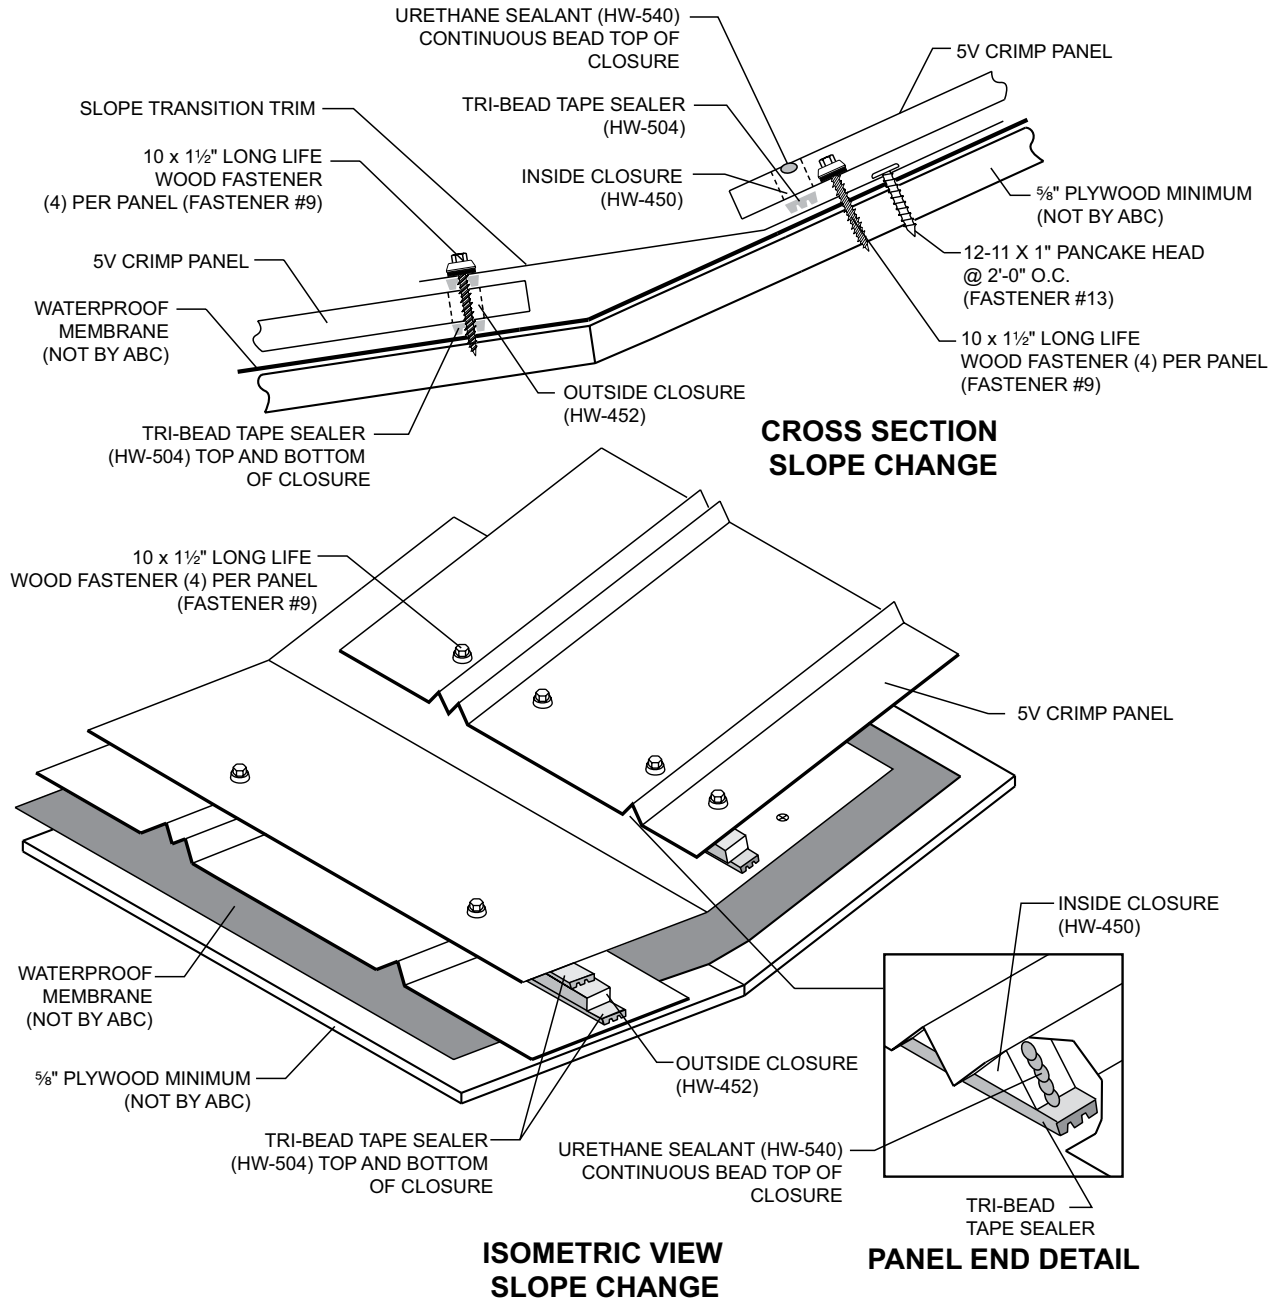 URETHANE SEALANT (HW-540)
CONTINUOUS BEAD TOP OF
CLOSURE
5V CRIMP PANEL
SLOPE TRANSITION TRIM
TRI-BEAD TAPE SEALER
(HW-504)
10 x 1½" LONG LIFE
WOOD FASTENER
(4) PER PANEL (FASTENER #9)
INSIDE CLOSURE
(HW-450)
⅝" PLYWOOD MINIMUM
(NOT BY ABC)
5V CRIMP PANEL
12-11 X 1" PANCAKE HEAD
@ 2'-0" O.C.
(FASTENER #13)
WATERPROOF
MEMBRANE
(NOT BY ABC)
10 x 1½" LONG LIFE
WOOD FASTENER (4) PER PANEL
(FASTENER #9)
OUTSIDE CLOSURE
(HW-452)
TRI-BEAD TAPE SEALER
(HW-504) TOP AND BOTTOM
OF CLOSURE
CROSS SECTION
SLOPE CHANGE
10 x 1½" LONG LIFE
WOOD FASTENER (4) PER PANEL
(FASTENER #9)
5V CRIMP PANEL
INSIDE CLOSURE
(HW-450)
WATERPROOF
MEMBRANE
(NOT BY ABC)
⅝" PLYWOOD MINIMUM
(NOT BY ABC)
OUTSIDE CLOSURE
(HW-452)
TRI-BEAD TAPE SEALER
(HW-504) TOP AND BOTTOM
OF CLOSURE
URETHANE SEALANT (HW-540)
CONTINUOUS BEAD TOP OF
CLOSURE
TRI-BEAD
TAPE SEALER
ISOMETRIC VIEW
SLOPE CHANGE
PANEL END DETAIL